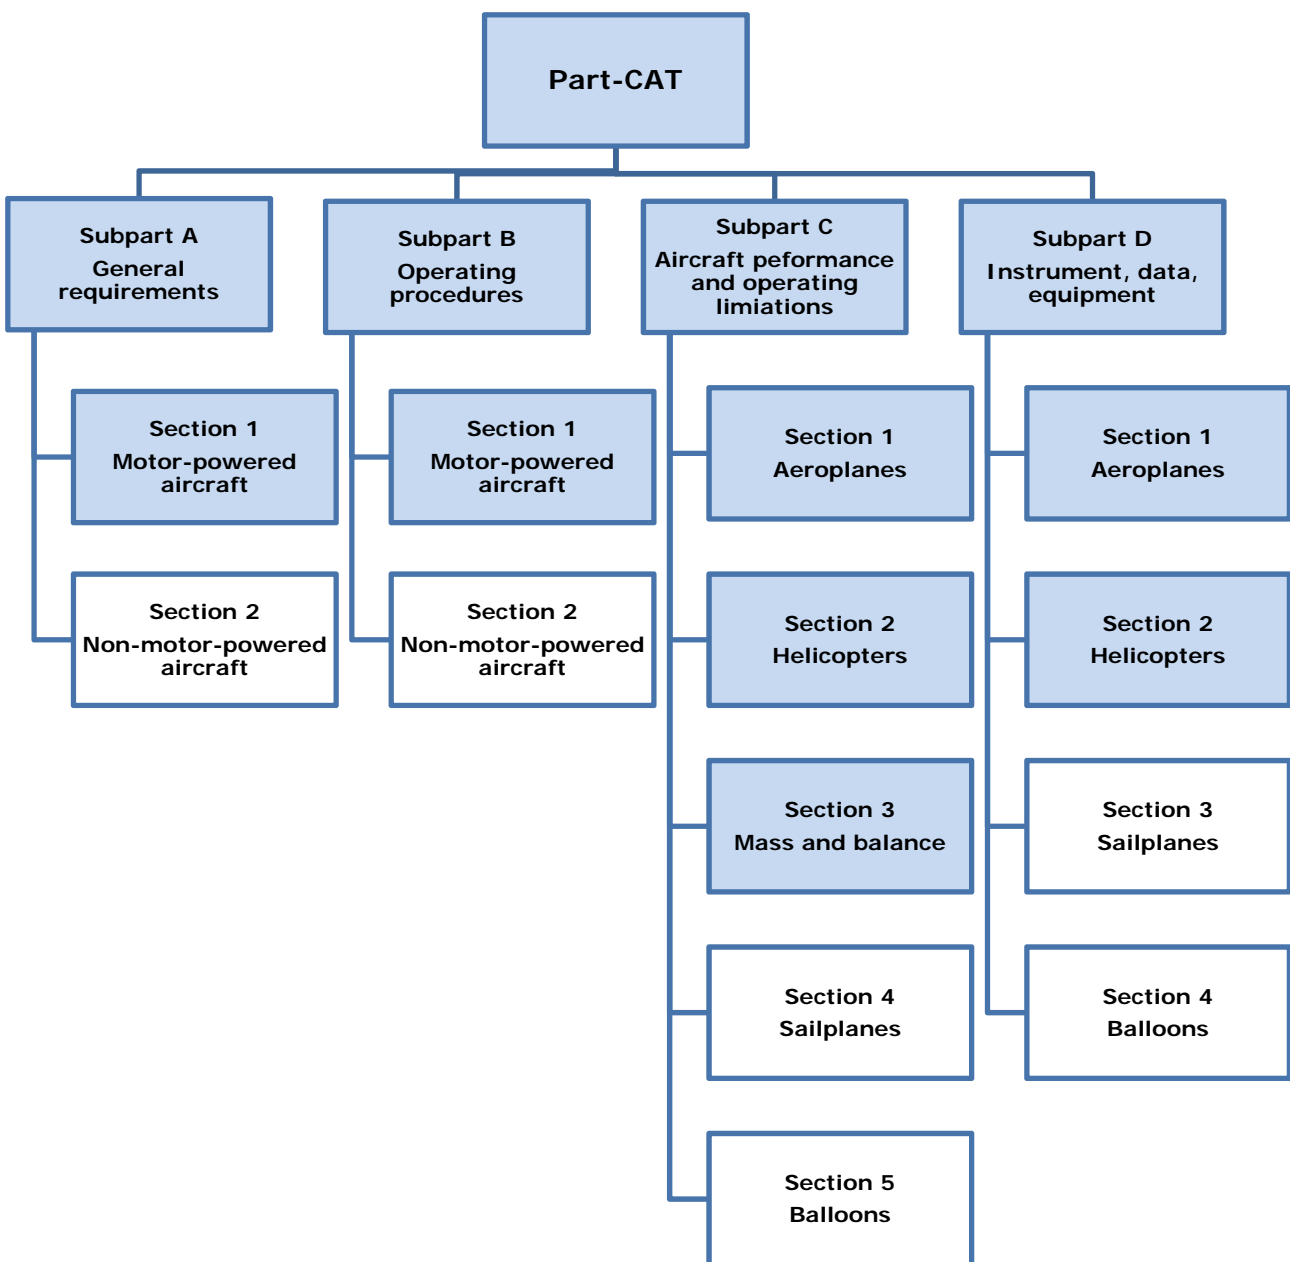 Part-CAT
Subpart A
General
requirements
Subpart B
Operating
procedures
Subpart C
Aircraft peformance
and operating
limiations
Subpart D
Instrument, data,
equipment
Section 1
Motor-powered
aircraft
Section 2
Non-motor-powered
aircraft
Section 1
Motor-powered
aircraft
Section 2
Non-motor-powered
aircraft
Section 1
Aeroplanes
Section 2
Helicopters
Section 3
Mass and balance
Section 4
Sailplanes
Section 5
Balloons
Section 1
Aeroplanes
Section 2
Helicopters
Section 3
Sailplanes
Section 4
Balloons